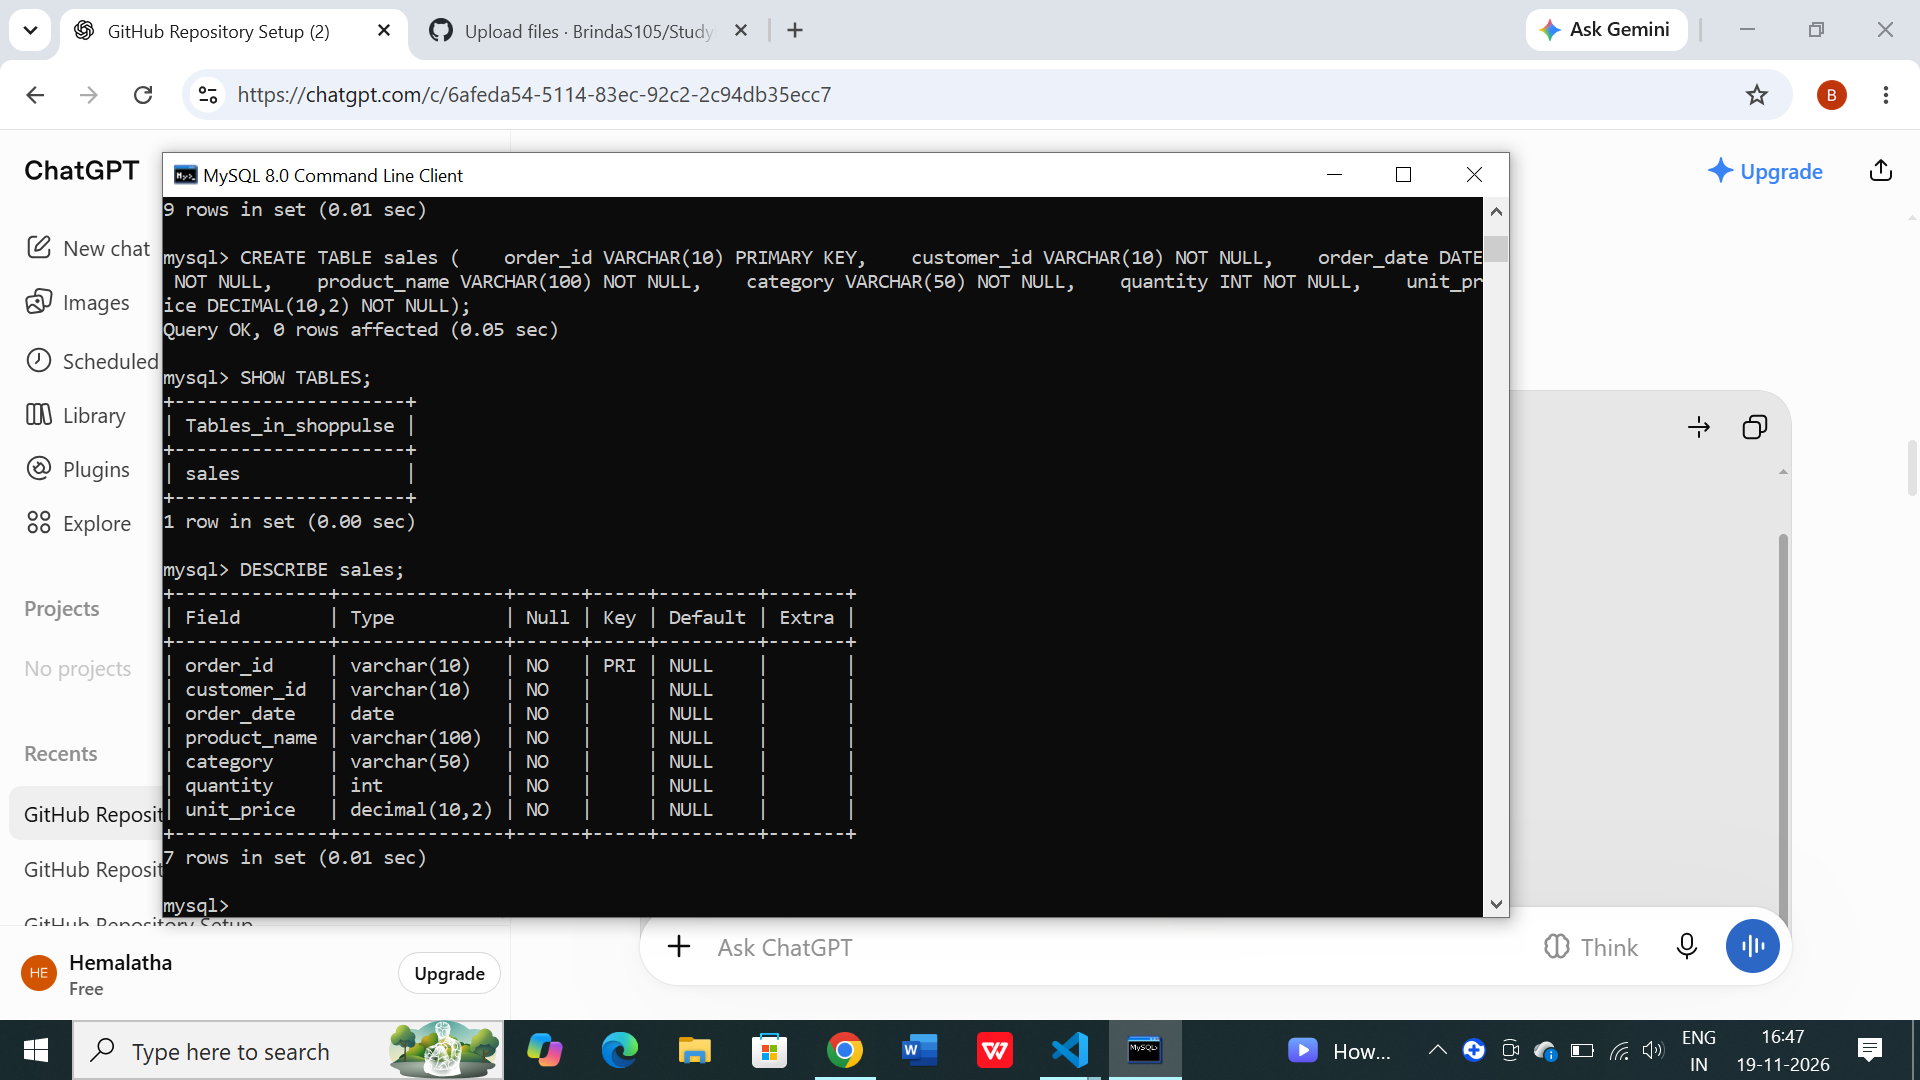 GitHub Repository Setup (2)
Upload files · BrindaS105/Study
Ask Gemini
https://chatgpt.com/c/6afeda54-5114-83ec-92c2-2c94db35ecc7
B
ChatGPT
Upgrade
New chat
Images
Scheduled
Library
Plugins
Explore
Projects
No projects
Recents
GitHub Reposit
GitHub Reposit
GitHub Repository Setup
HE
Hemalatha
Free
Upgrade
MySQL 8.0 Command Line Client
9 rows in set (0.01 sec)
mysql> CREATE TABLE sales (    order_id VARCHAR(10) PRIMARY KEY,    customer_id VARCHAR(10) NOT NULL,    order_date DATE
 NOT NULL,    product_name VARCHAR(100) NOT NULL,    category VARCHAR(50) NOT NULL,    quantity INT NOT NULL,    unit_pr
ice DECIMAL(10,2) NOT NULL);
Query OK, 0 rows affected (0.05 sec)
mysql> SHOW TABLES;
+---------------------+
| Tables_in_shoppulse |
+---------------------+
| sales               |
+---------------------+
1 row in set (0.00 sec)
mysql> DESCRIBE sales;
+--------------+---------------+------+-----+---------+-------+
| Field        | Type          | Null | Key | Default | Extra |
+--------------+---------------+------+-----+---------+-------+
| order_id     | varchar(10)   | NO   | PRI | NULL    |       |
| customer_id  | varchar(10)   | NO   |     | NULL    |       |
| order_date   | date          | NO   |     | NULL    |       |
| product_name | varchar(100)  | NO   |     | NULL    |       |
| category     | varchar(50)   | NO   |     | NULL    |       |
| quantity     | int           | NO   |     | NULL    |       |
| unit_price   | decimal(10,2) | NO   |     | NULL    |       |
+--------------+---------------+------+-----+---------+-------+
7 rows in set (0.01 sec)
mysql>
Ask ChatGPT
Think
Type here to search
How...
ENG
IN
16:47
19-11-2026